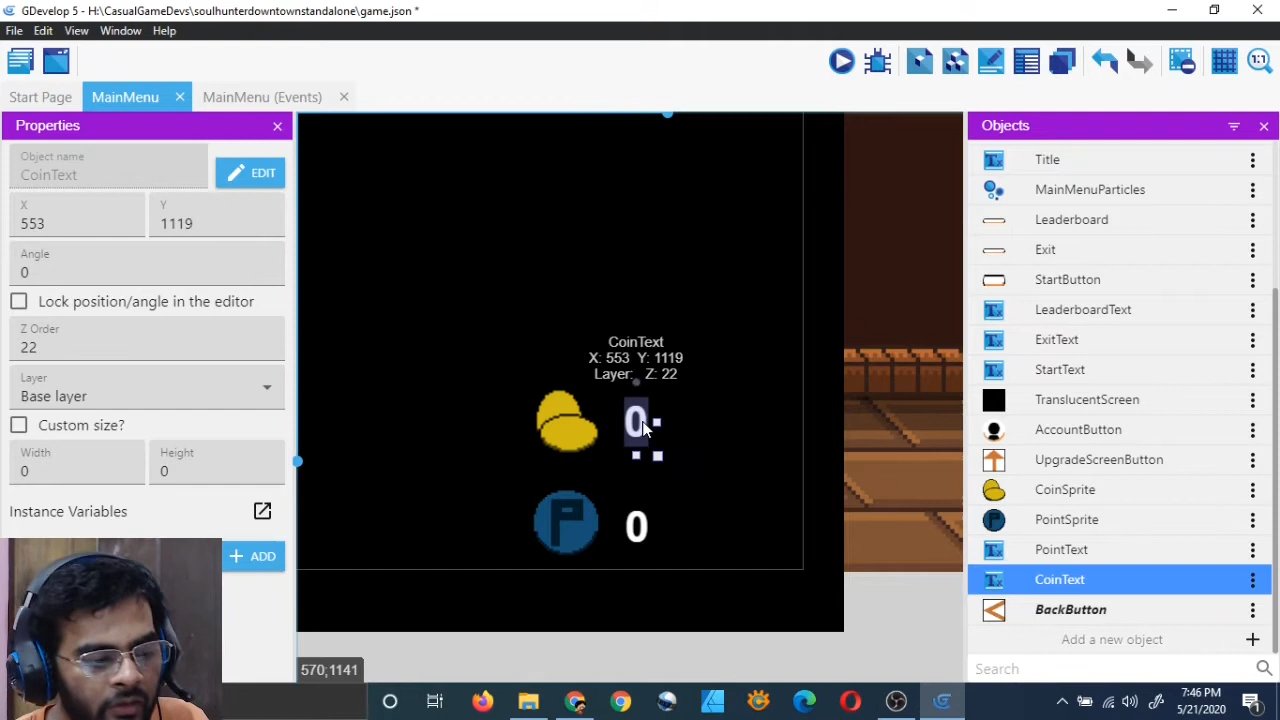 GDevelop 5 - H:\CasualGameDevs\soulhunterdowntownstandalone\game.json *
File Edit View Window Help
1:1
Start Page
MainMenu
MainMenu (Events)
Properties
Object name
CoinText
EDIT
X
553
Y
1119
Angle
0
Lock position/angle in the editor
Z Order
22
Layer
Base layer
Custom size?
Width
0
Height
0
Instance Variables
ADD
CoinText
X: 553 Y: 1119
Layer: Z: 22
0
P
0
570;1141
Objects
Title
MainMenuParticles
Leaderboard
Exit
StartButton
LeaderboardText
ExitText
StartText
TranslucentScreen
AccountButton
UpgradeScreenButton
CoinSprite
PointSprite
PointText
CoinText
BackButton
Add a new object
Search
7:46 PM
5/21/2020